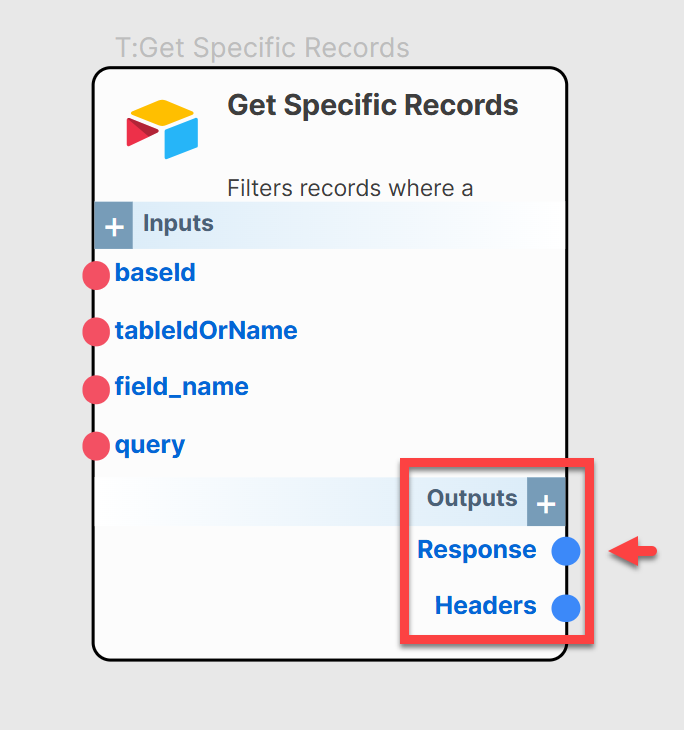 T:Get Specific Records
Get Specific Records
Filters records where a
+ Inputs
baseId
tableIdOrName
field_name
query
Outputs +
Response
Headers